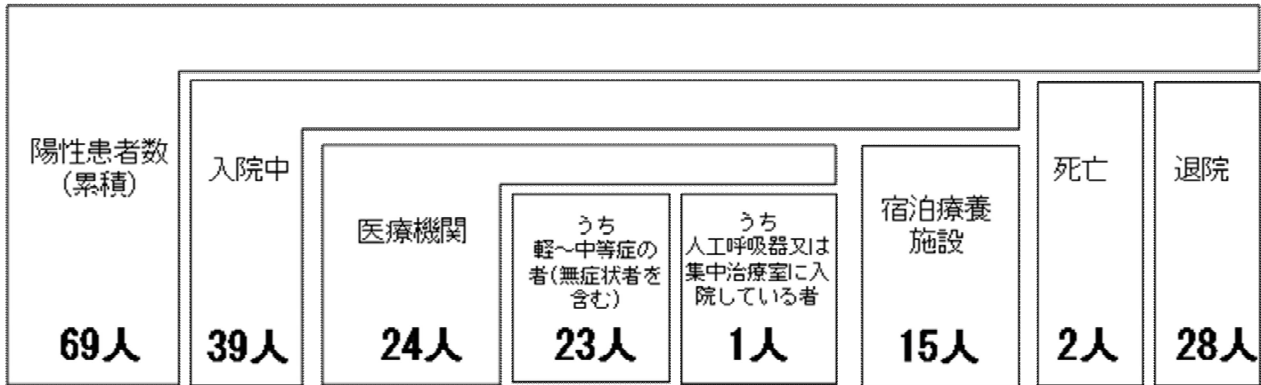 陽性患者数
(累積)
69人
入院中
39人
医療機関
24人
うち
軽～中等症の
者(無症状者を
含む)
23人
うち
人工呼吸器又は
集中治療室に入
院している者
1人
宿泊療養
施設
15人
死亡
2人
退院
28人